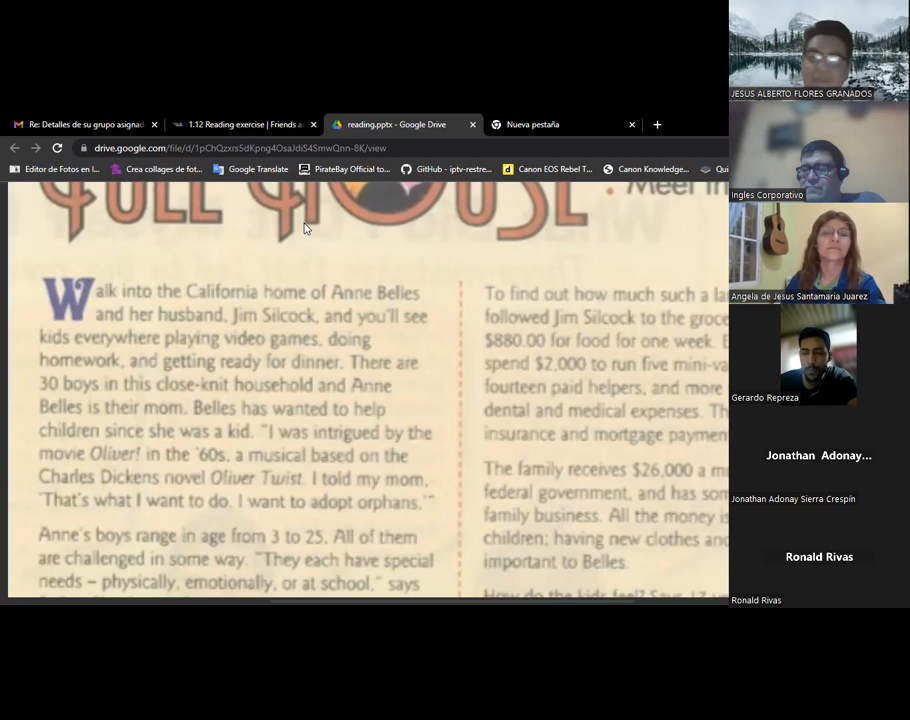 Re: Detalles de su grupo asignad
1.12 Reading exercise | Friends a
reading.pptx - Google Drive
Nueva pestaña
drive.google.com/file/d/1pChQzxrs5dKpng4OsaJdiS4SmwQnn-8K/view
Editor de Fotos en l...
Crea collages de fot...
Google Translate
PirateBay Official to...
GitHub - iptv-restre...
Canon EOS Rebel T...
Canon Knowledge...
Qui
FULL HOUSE
• Meet
Walk into the California home of Anne Belles
and her husband, Jim Silcock, and you'll see
kids everywhere playing video games, doing
homework, and getting ready for dinner. There are
30 boys in this close-knit household and Anne
Belles is their mom. Belles has wanted to help
children since she was a kid. "I was intrigued by the
movie Oliver! in the '60s, a musical based on the
Charles Dickens novel Oliver Twist. I told my mom,
'That's what I want to do. I want to adopt orphans.'"
Anne's boys range in age from 3 to 25. All of them
are challenged in some way. "They each have special
needs – physically, emotionally, or at school," says
To find out how much such a la
followed Jim Silcock to the groce
$880.00 for food for one week. E
spend $2,000 to run five mini-va
fourteen paid helpers, and more
dental and medical expenses. Th
insurance and mortgage paymen
The family receives $26,000 a m
federal government, and has som
family business. All the money is
children; having new clothes and
important to Belles.
How do the kids feel? Says 17
JESUS ALBERTO FLORES GRANADOS
Ingles Corporativo
Angela de Jesus Santamaria Juarez
Gerardo Repreza
Jonathan Adonay...
Jonathan Adonay Sierra Crespín
Ronald Rivas
Ronald Rivas